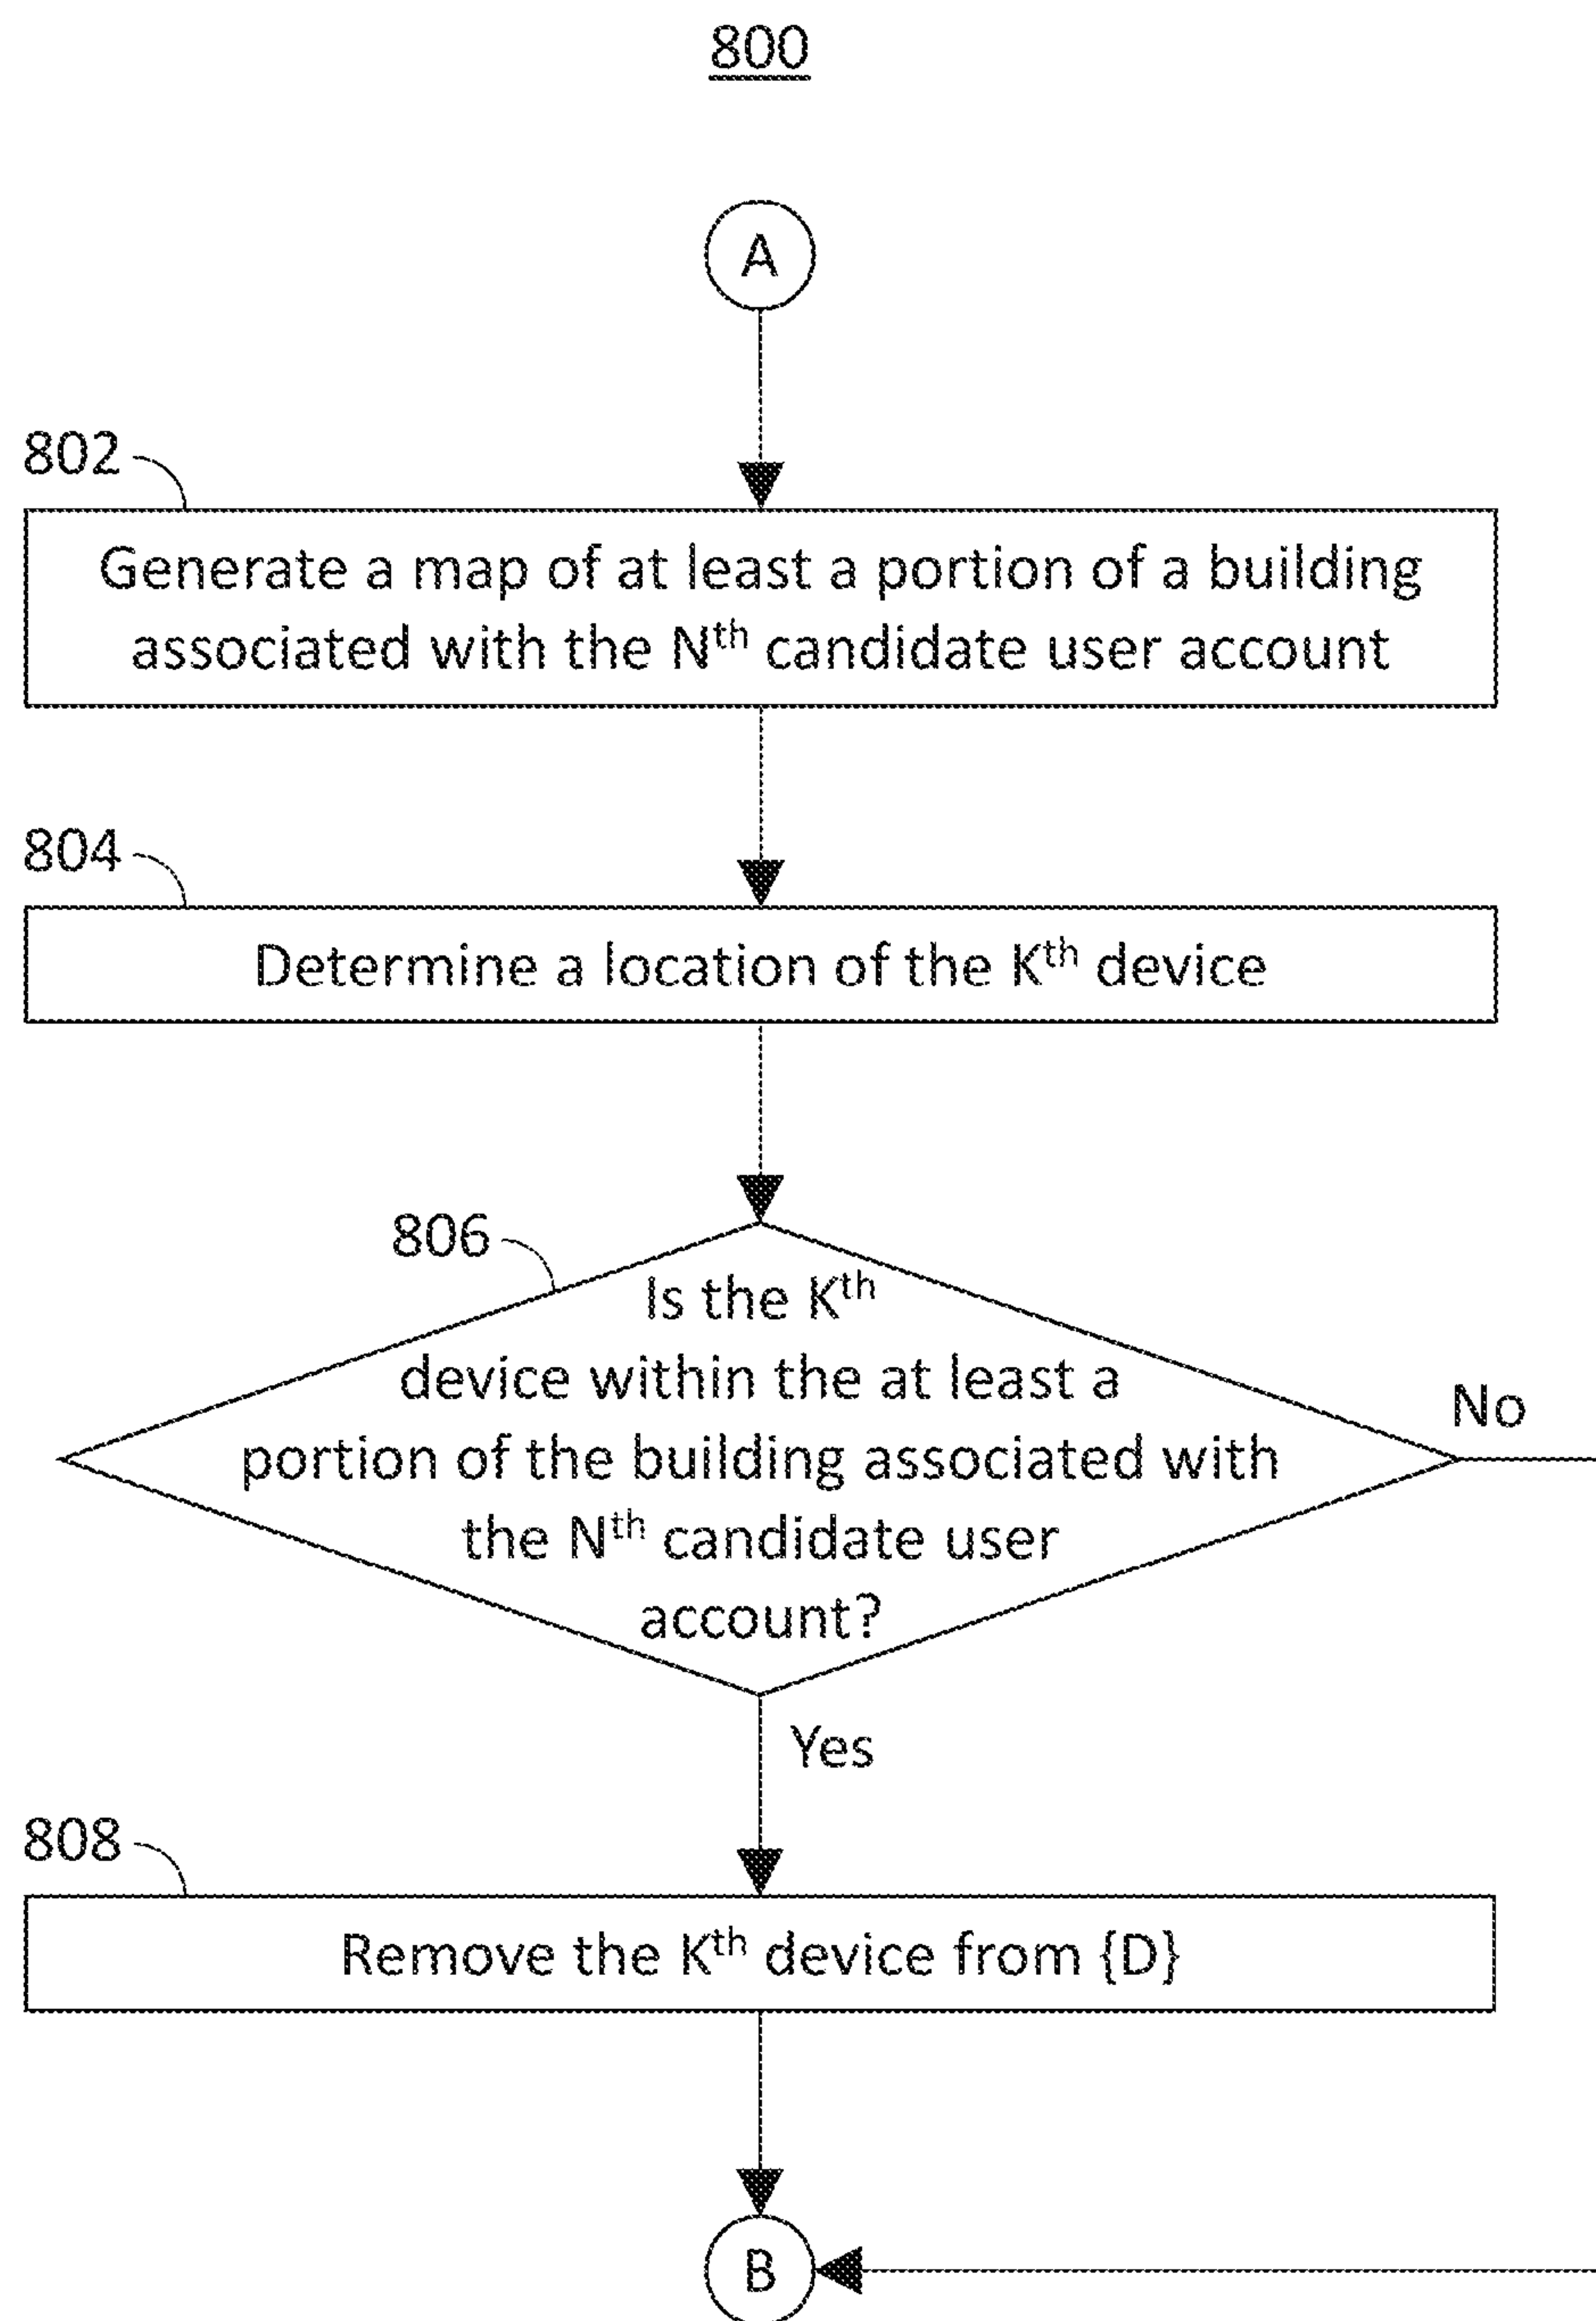 800
A
802
Generate a map of at least a portion of a building
associated with the Nth candidate user account
804
Determine a location of the Kth device
806
Is the Kth
device within the at least a
portion of the building associated with
the Nth candidate user
account?
No
Yes
808
Remove the Kth device from {D}
B